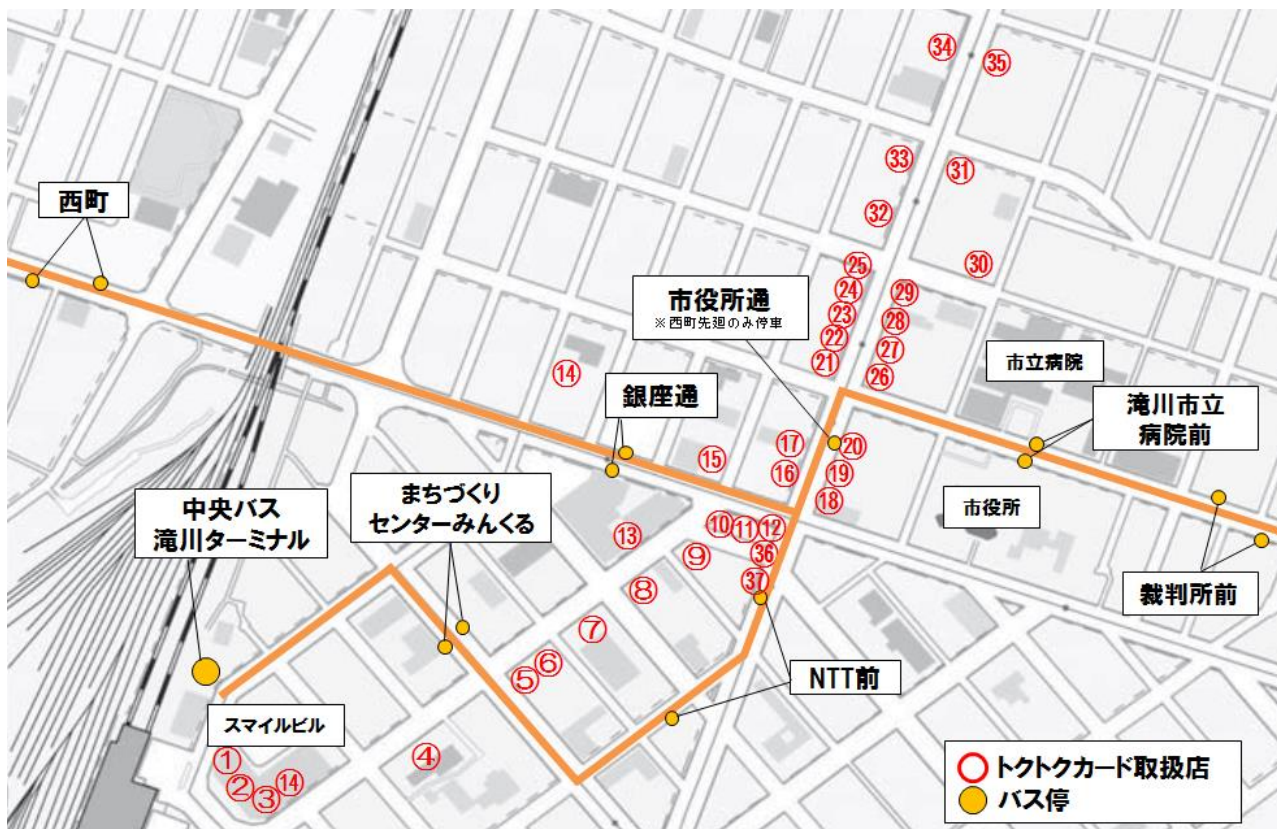 ㉞
㉟
㉝
㉛
西町
㉜
㉚
㉕
㉔
㉙
市役所通
※西町先廻のみ停車
㉓
㉘
㉒
㉗
㉑
㉖
市立病院
⑭
銀座通
滝川市立
病院前
⑰
⑳
⑮
⑯
⑲
⑱
まちづくり
センターみんくる
中央バス
滝川ターミナル
市役所
⑬
⑩
⑪
⑫
⑨
㊱
㊲
⑧
裁判所前
⑦
⑥
⑤
NTT前
スマイルビル
①
④
②
③
⑭
トクトクカード取扱店
バス停